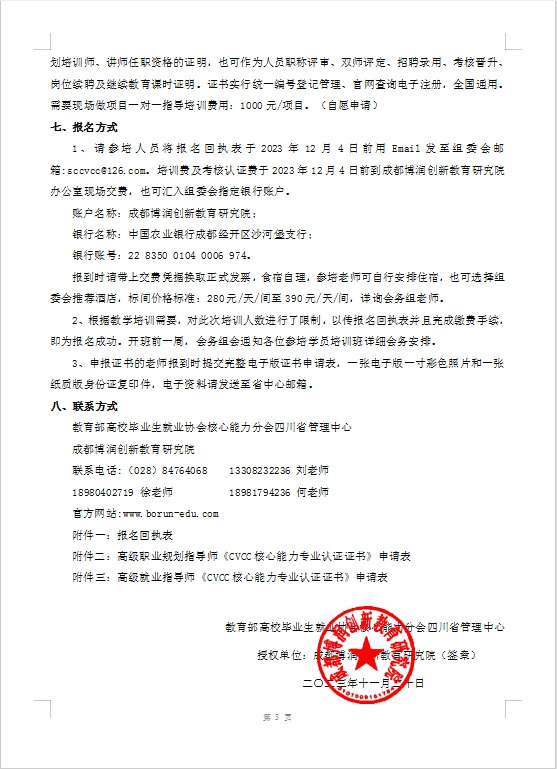 划培训师、讲师任职资格的证明，也可作为人员职称评审、双师评定、招聘录用、考核晋升、
岗位续聘及继续教育课时证明。证书实行统一编号登记管理、官网查询电子注册，全国通用。
需要现场做项目一对一指导培训费用：1000 元/项目。（自愿申请）
七、报名方式
1、请参培人员将报名回执表于 2023 年 12 月 4 日前用 Email 发至组委会邮
箱:sccvcc@126.com。培训费及考核认证费于 2023 年 12 月 4 日前到成都博润创新教育研究院
办公室现场交费，也可汇入组委会指定银行账户。
账户名称：成都博润创新教育研究院；
银行名称：中国农业银行成都经开区沙河堡支行；
银行账号：22 8350 0104 0006 974。
报到时请带上交费凭据换取正式发票，食宿自理，参培老师可自行安排住宿，也可选择组
委会推荐酒店，标间价格标准：280 元/天/间至 390 元/天/间，详询会务组老师。
2、根据教学培训需要，对此次培训人数进行了限制，以传报名回执表并且完成缴费手续，
即为报名成功。开班前一周，会务组会通知各位参培学员培训班详细会务安排。
3、申报证书的老师报到时提交完整电子版证书申请表，一张电子版一寸彩色照片和一张
纸质版身份证复印件，电子资料请发送至省中心邮箱。
八、联系方式
教育部高校毕业生就业协会核心能力分会四川省管理中心
成都博润创新教育研究院
联系电话：（028）84764068 13308232236 刘老师
18980402719 徐老师 18981794236 何老师
官方网站:www.borun-edu.com
附件一：报名回执表
附件二：高级职业规划指导师《CVCC 核心能力专业认证证书》申请表
附件三：高级就业指导师《CVCC 核心能力专业认证证书》申请表
教育部高校毕业生就业协会核心能力分会四川省管理中心
授权单位：成都博润创新教育研究院（签章）
二〇二三年十一月二十日
成都博润创新教育研究院
第 3 页